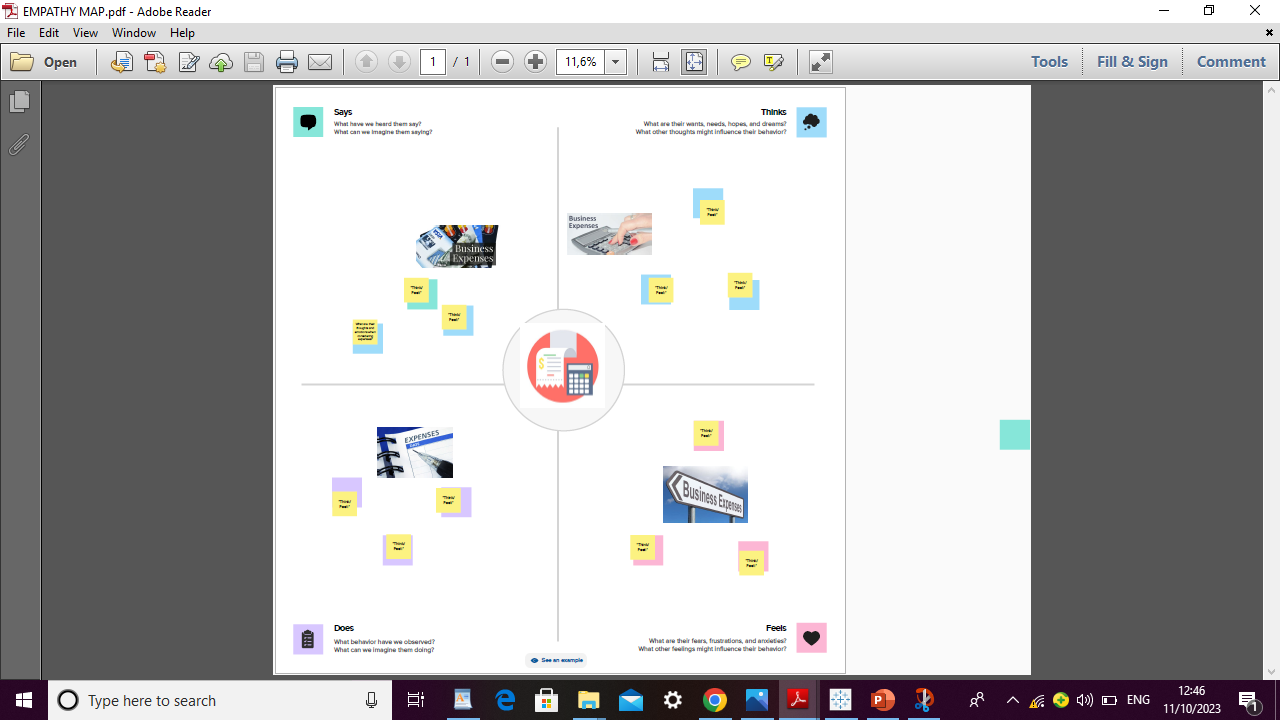 EMPATHY MAP.pdf - Adobe Reader
File Edit View Window Help
Open
1 / 1
11,6%
Tools Fill & Sign Comment
Says
What have we heard them say?
What can we imagine them saying?
Thinks
What are their wants, needs, hopes, and dreams?
What other thoughts might influence their behavior?
Business
Expenses
"Think/
Feel:"
"Think/
Feel:"
"Think/
Feel:"
Business
Expenses
"Think/
Feel:"
"Think/
Feel:"
EXPENSES
"Think/
Feel:"
"Think/
Feel:"
"Think/
Feel:"
"Think/
Feel:"
Business Expenses
"Think/
Feel:"
"Think/
Feel:"
Does
What behavior have we observed?
What can we imagine them doing?
Feels
What are their fears, frustrations, and anxieties?
What other feelings might influence their behavior?
See an example
Type here to search
ENG
12:36
11/10/2023
1